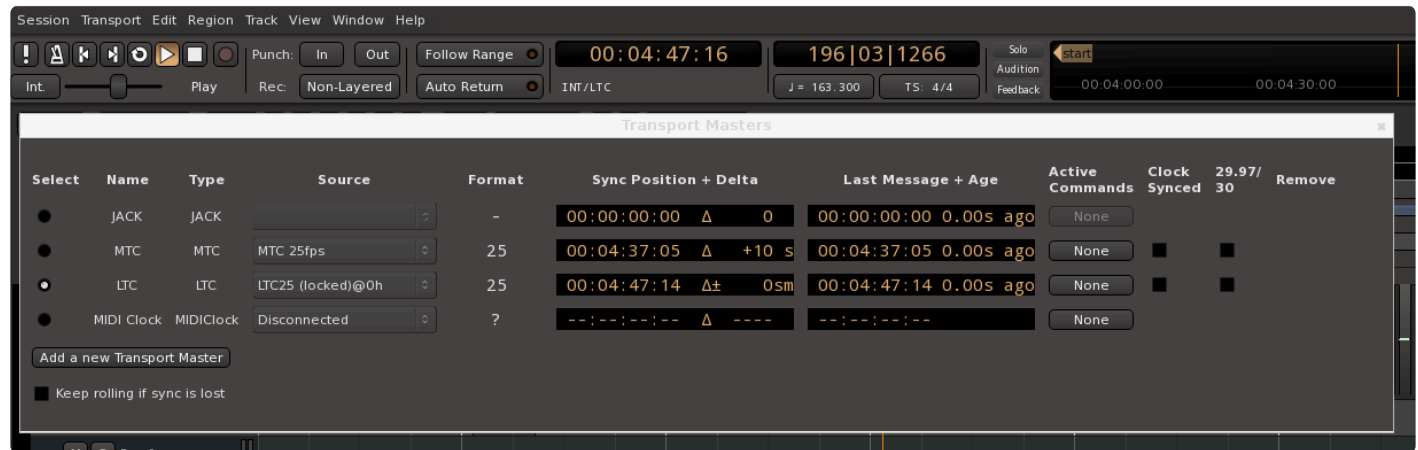 Session Transport Edit Region Track View Window Help
Punch: In Out Follow Range 00:04:47:16 196|03|1266 Solo start
Audition
Int. Play Rec: Non-Layered Auto Return INT/LTC ♩= 163.300 TS: 4/4 Feedback 00:04:00:00 00:04:30:00
Transport Masters
Select Name Type Source Format Sync Position + Delta Last Message + Age Active Commands Clock Synced 29.97/30 Remove
JACK JACK – 00:00:00:00 Δ 0 00:00:00:00 0.00s ago None
MTC MTC MTC 25fps 25 00:04:37:05 Δ +10 s 00:04:37:05 0.00s ago None
LTC LTC LTC25 (locked)@0h 25 00:04:47:14 Δ± 0sm 00:04:47:14 0.00s ago None
MIDI Clock MIDIClock Disconnected ? --:--:--:-- Δ ---- --:--:--:-- None
Add a new Transport Master
Keep rolling if sync is lost